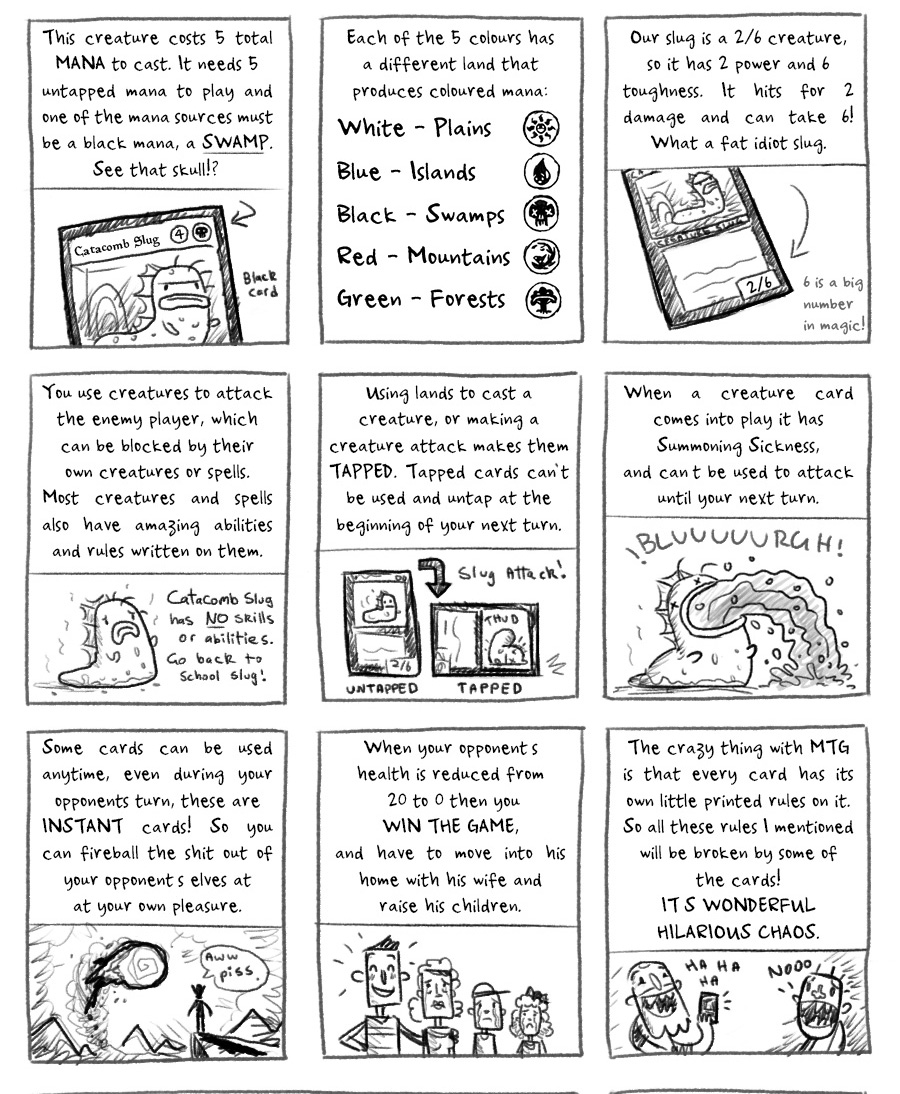 This creature costs 5 total
MANA to cast. It needs 5
untapped mana to play and
one of the mana sources must
be a black mana, a SWAMP.
See that skull!?
Catacomb Slug 4
Black
card
Each of the 5 colours has
a different land that
produces coloured mana:
White - Plains
Blue - Islands
Black - Swamps
Red - Mountains
Green - Forests
Our slug is a 2/6 creature,
so it has 2 power and 6
toughness. It hits for 2
damage and can take 6!
What a fat idiot slug.
CREATURE SLUG
2/6
6 is a big
number
in magic!
You use creatures to attack
the enemy player, which
can be blocked by their
own creatures or spells.
Most creatures and spells
also have amazing abilities
and rules written on them.
Catacomb Slug
has NO skills
or abilities.
Go back to
School Slug!
Using lands to cast a
creature, or making a
creature attack makes them
TAPPED. Tapped cards can't
be used and untap at the
beginning of your next turn.
Slug Attack!
THUD
2/6
UNTAPPED
TAPPED
When a creature card
comes into play it has
Summoning Sickness,
and can t be used to attack
until your next turn.
¡BLUUUUURGH!
Some cards can be used
anytime, even during your
opponents turn, these are
INSTANT cards! So you
can fireball the shit out of
your opponent s elves at
at your own pleasure.
Aww
piss.
When your opponent s
health is reduced from
20 to 0 then you
WIN THE GAME,
and have to move into his
home with his wife and
raise his children.
The crazy thing with MTG
is that every card has its
own little printed rules on it.
So all these rules I mentioned
will be broken by some of
the cards!
IT S WONDERFUL
HILARIOUS CHAOS.
HA HA
HA
NOOO